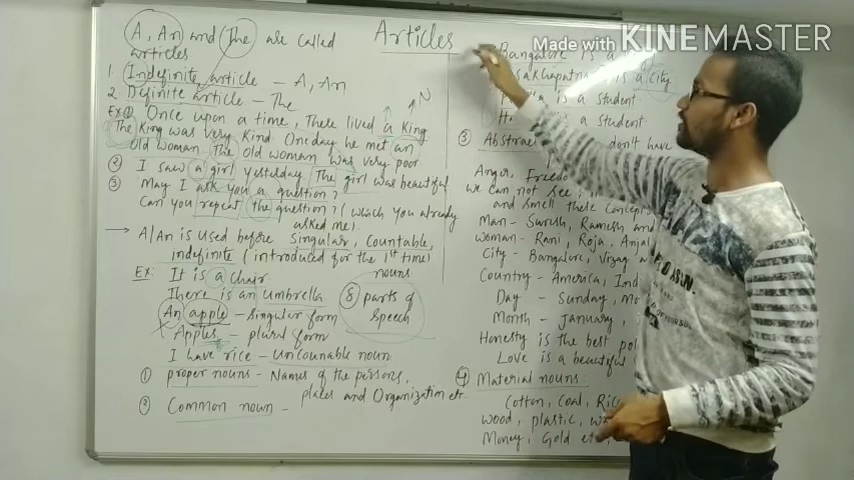 Articles
A, An and The are called
articles
1. Indefinite article - A, An
2. Definite article - The
Ex:① Once upon a time, There lived a King
N
The King was very Kind One day he met an
old woman The old woman was very poor
② I saw a girl yesterday The girl was beautiful
③ May I ask you a question?
Can you repeat the question? (which you already
asked me).
→ A/An is used before Singular, Countable,
indefinite (introduced for the 1st time)
nouns
Ex: It is a chair
There is an umbrella
An apple - Singular form
x Apples - plural form
I have rice - uncounable noun
⑧ parts of
speech
① proper nouns - Names of the persons,
places and Organization etc
② Common noun -
Bangalore is a
is a City
is a Student
a student
③ Abstract don't have
Anger, Freedo
we can not see,
and smell these concepts
Man - Suresh, Ramesh and
woman - Rani, Roja, Anjal
City - Bangalore, Vizag a
Country - America, Ind
Day - Sunday, Mo
Month - January,
Honesty is the best pol
Love is a beautiful
④ Material nouns:
Cotton, Coal, Rice
wood, plastic, w
Money, Gold etc
Made with KINEMASTER